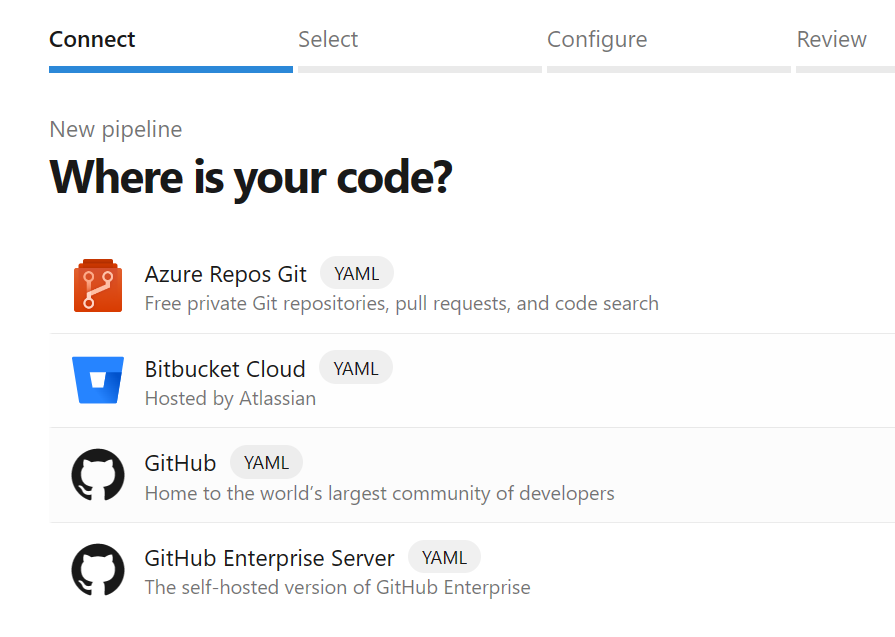 Connect Select Configure Review
New pipeline
Where is your code?
Azure Repos Git YAML
Free private Git repositories, pull requests, and code search
Bitbucket Cloud YAML
Hosted by Atlassian
GitHub YAML
Home to the world’s largest community of developers
GitHub Enterprise Server YAML
The self-hosted version of GitHub Enterprise